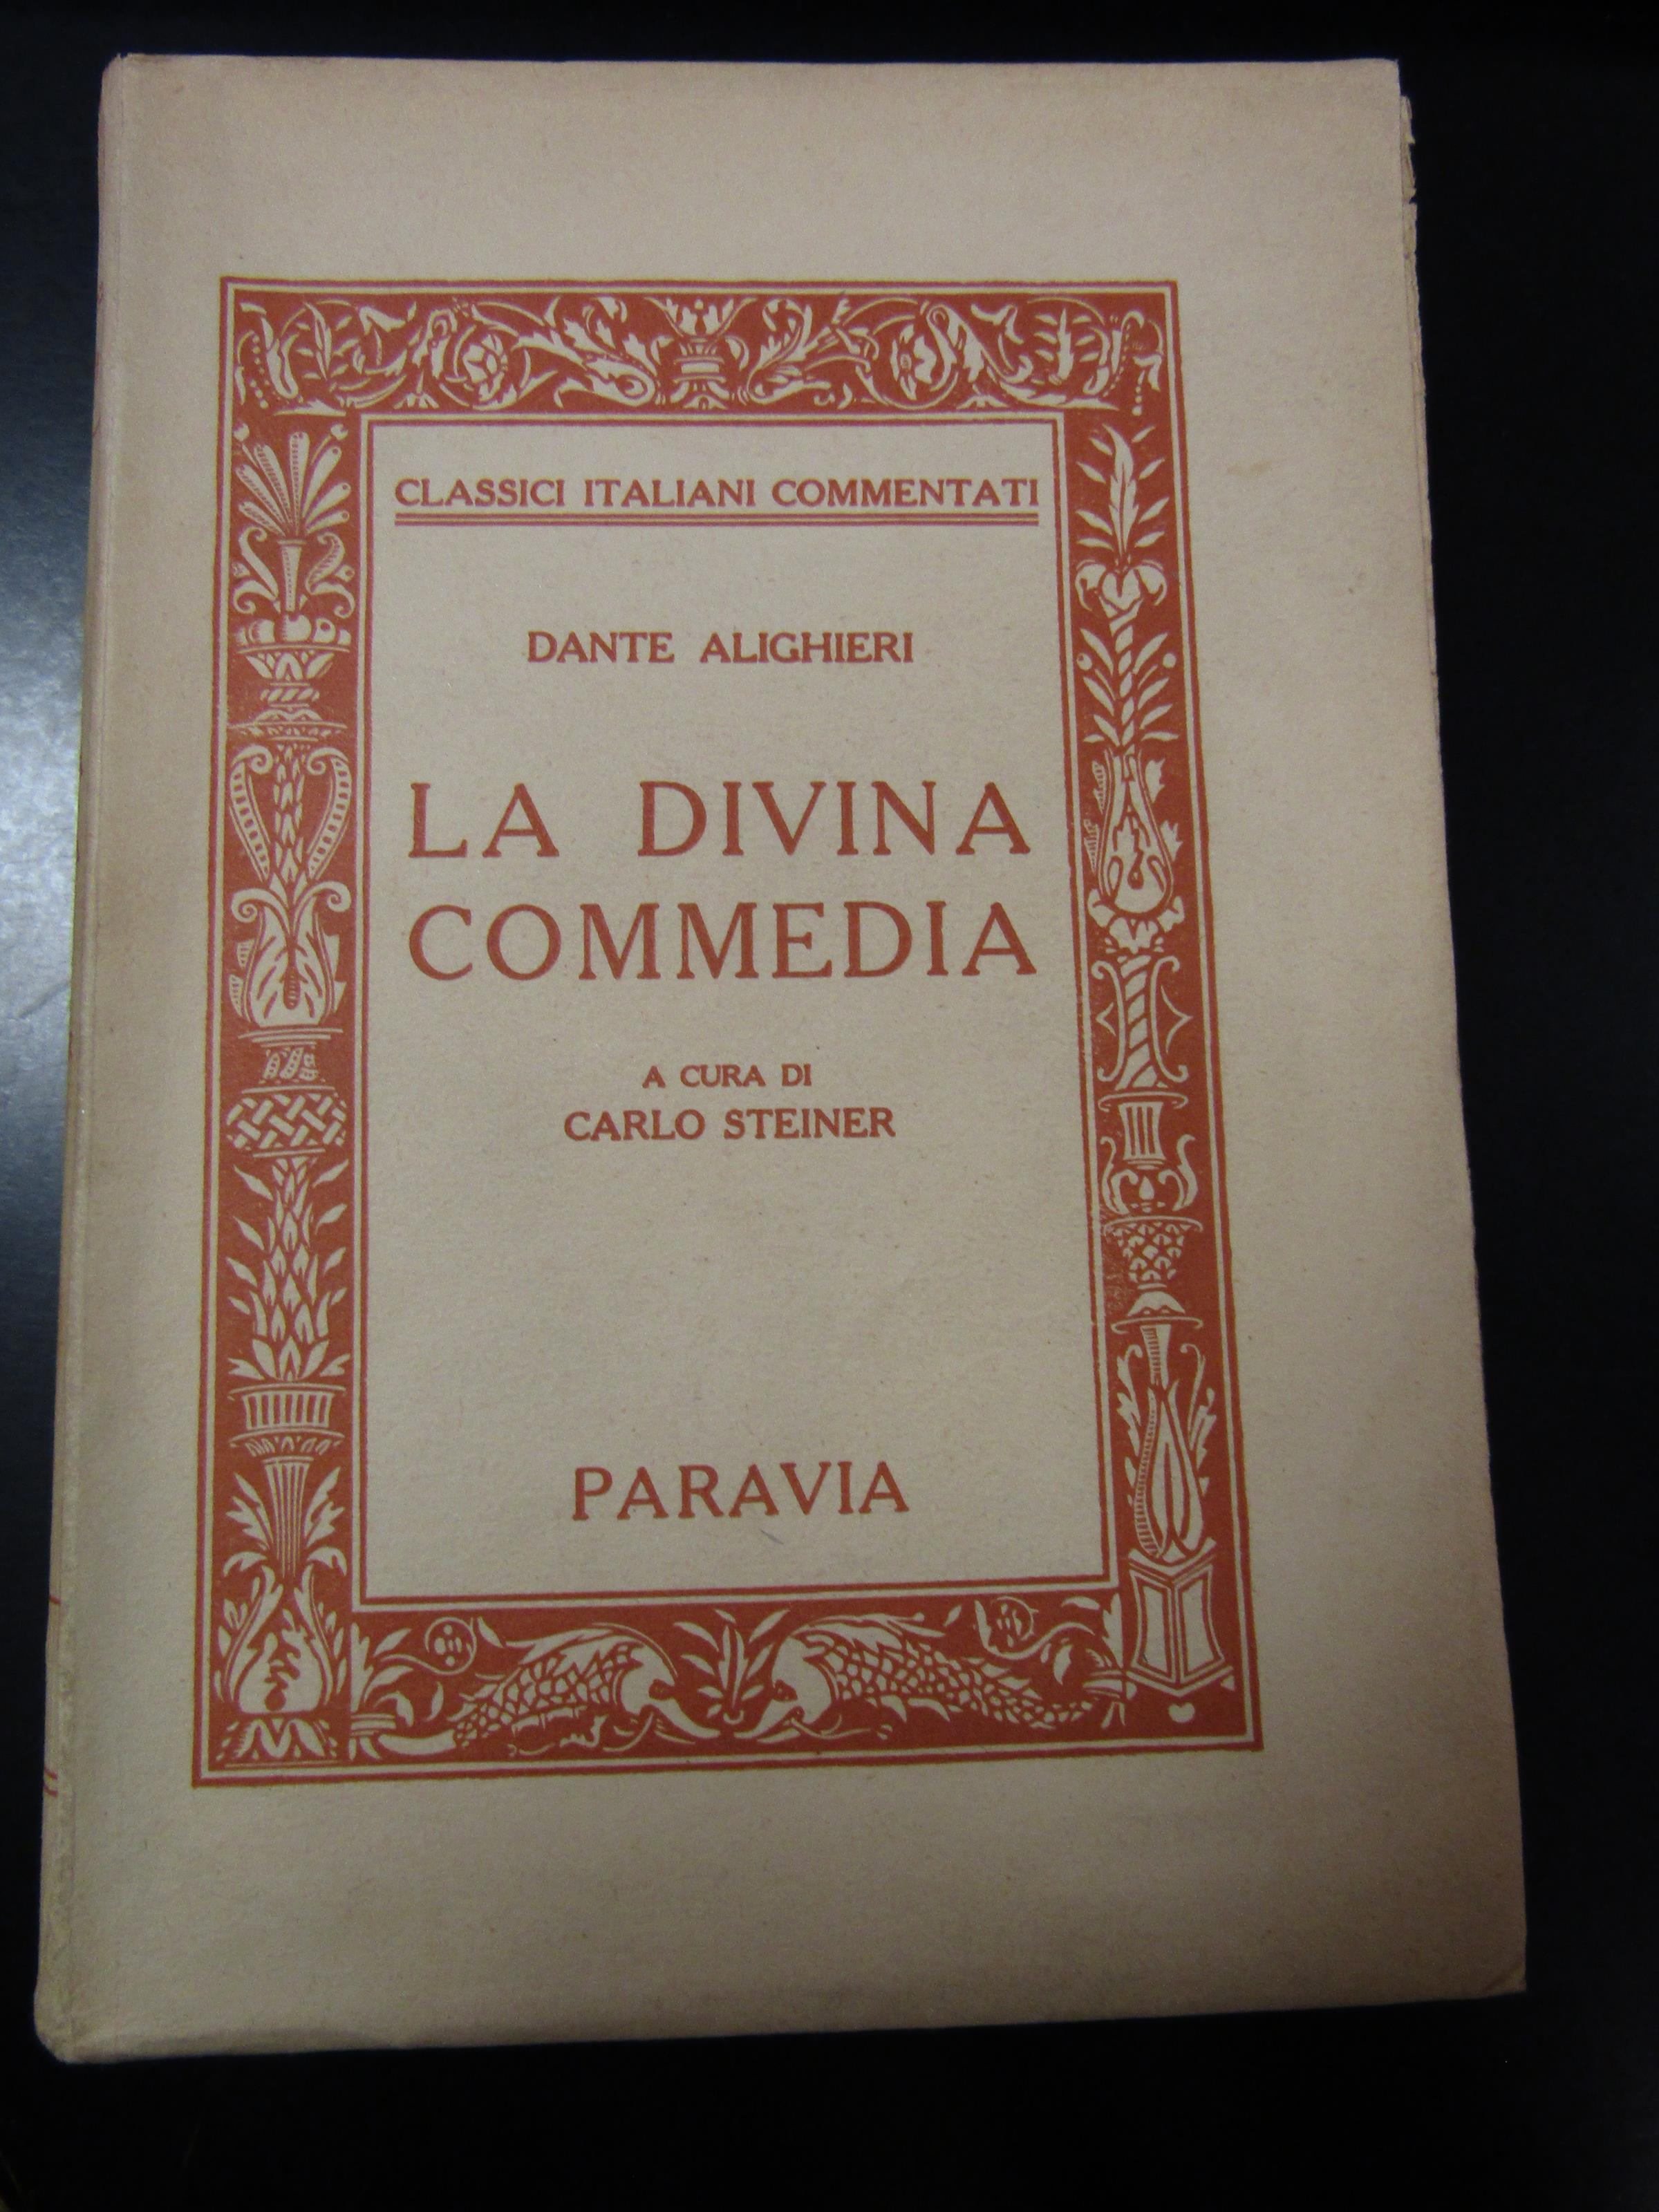 CLASSICI ITALIANI COMMENTATI
DANTE ALIGHIERI
LA DIVINA
COMMEDIA
A CURA DI
CARLO STEINER
PARAVIA